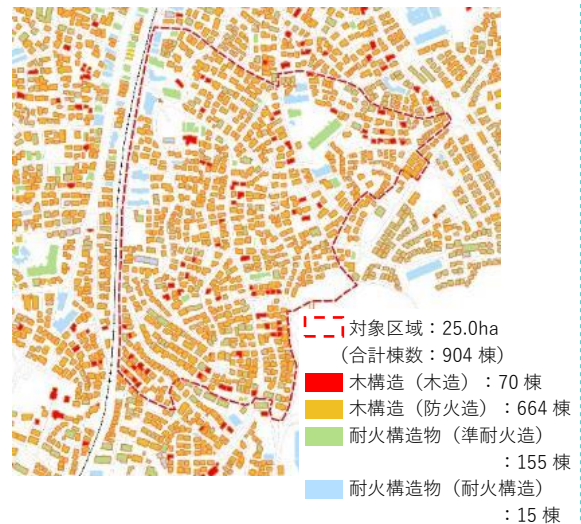 対象区域：25.0ha
（合計棟数：904 棟）
木構造（木造）：70 棟
木構造（防火造）：664 棟
耐火構造物（準耐火造）
：155 棟
耐火構造物（耐火構造）
：15 棟